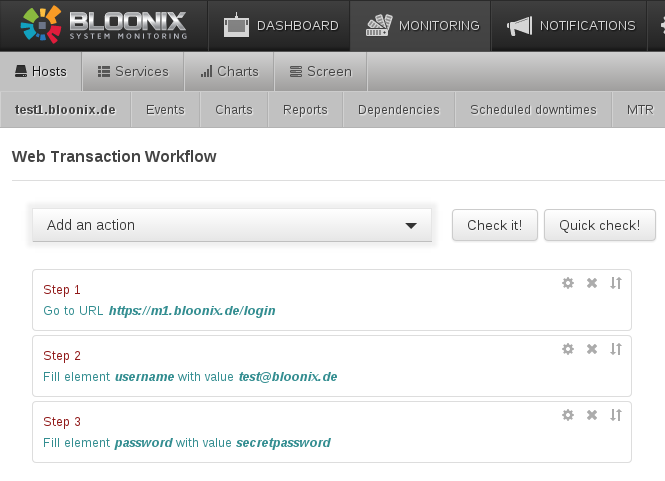 BLOONIX
SYSTEM MONITORING
DASHBOARD
MONITORING
NOTIFICATIONS
Hosts
Services
Charts
Screen
test1.bloonix.de
Events
Charts
Reports
Dependencies
Scheduled downtimes
MTR
Web Transaction Workflow
Add an action
Check it!
Quick check!
Step 1
Go to URL https://m1.bloonix.de/login
Step 2
Fill element username with value test@bloonix.de
Step 3
Fill element password with value secretpassword